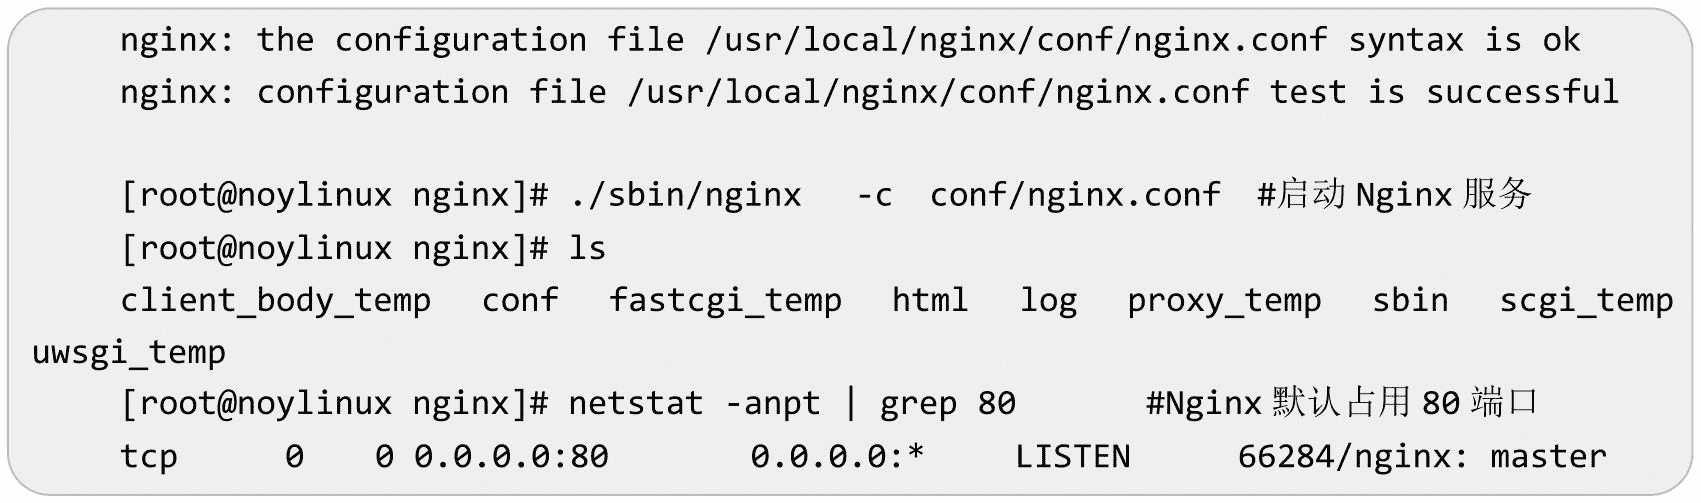 nginx: the configuration file /usr/local/nginx/conf/nginx.conf syntax is ok
nginx: configuration file /usr/local/nginx/conf/nginx.conf test is successful
[root@noylinux nginx]# ./sbin/nginx   -c  conf/nginx.conf  #启动 Nginx 服务
[root@noylinux nginx]# ls
client_body_temp   conf   fastcgi_temp   html   log   proxy_temp   sbin   scgi_temp
uwsgi_temp
[root@noylinux nginx]# netstat -anpt | grep 80       #Nginx 默认占用 80 端口
tcp      0    0 0.0.0.0:80       0.0.0.0:*     LISTEN      66284/nginx: master